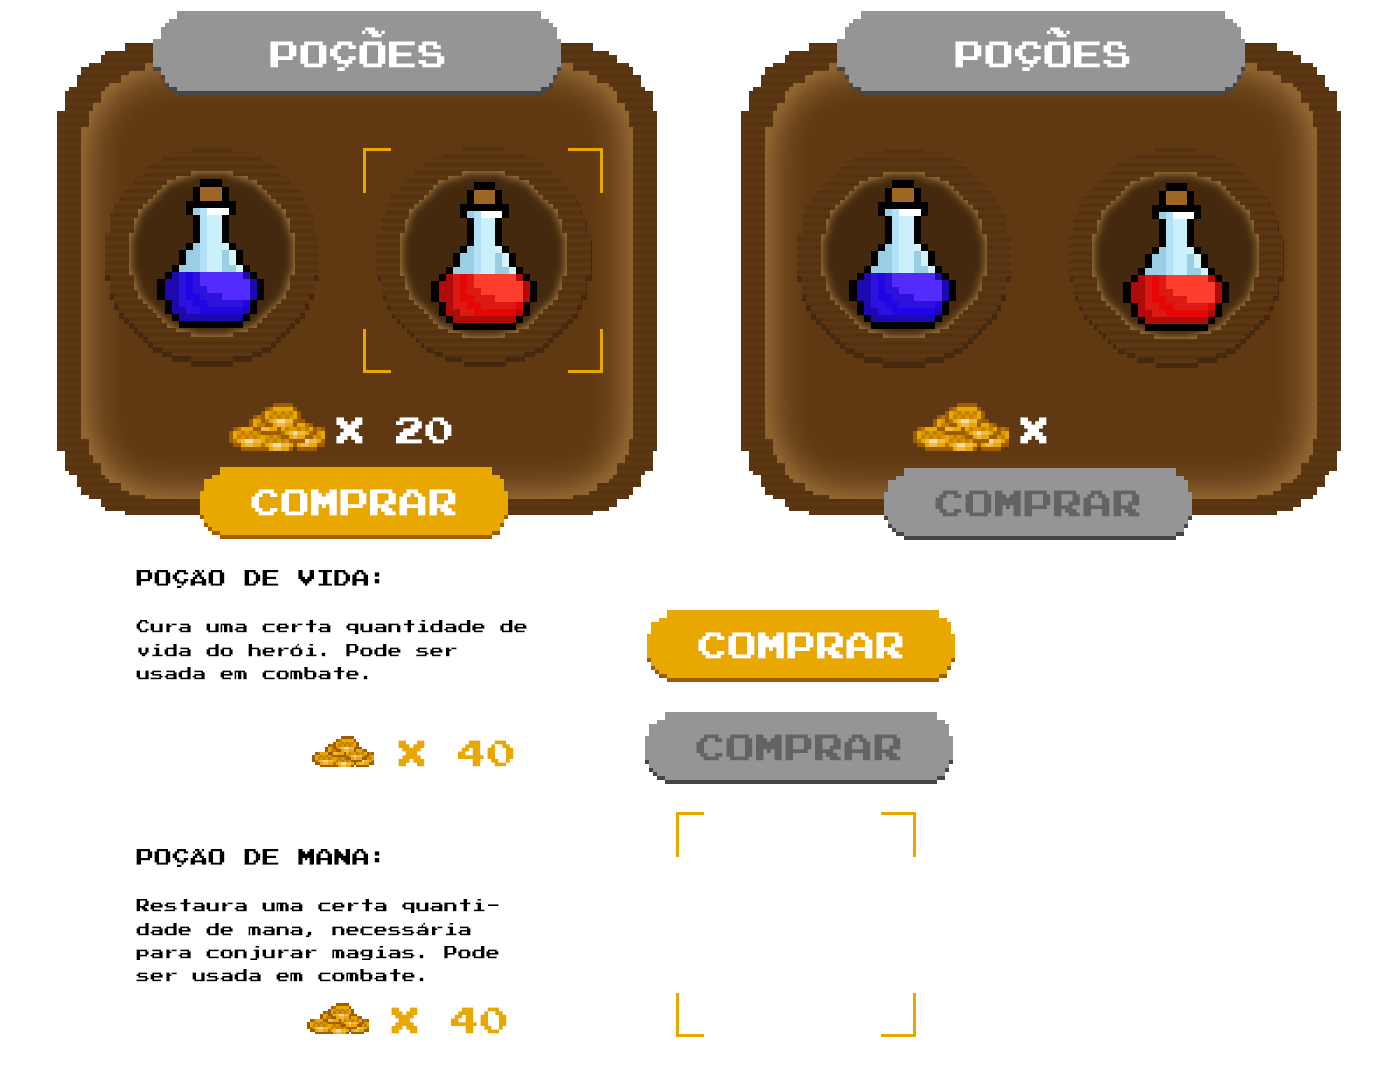 POÇÕES
POÇÕES
X 20
X
COMPRAR
COMPRAR
POÇÃO DE VIDA:
Cura uma certa quantidade de
vida do herói. Pode ser
usada em combate.
COMPRAR
X 40
COMPRAR
POÇÃO DE MANA:
Restaura uma certa quanti-
dade de mana, necessária
para conjurar magias. Pode
ser usada em combate.
X 40